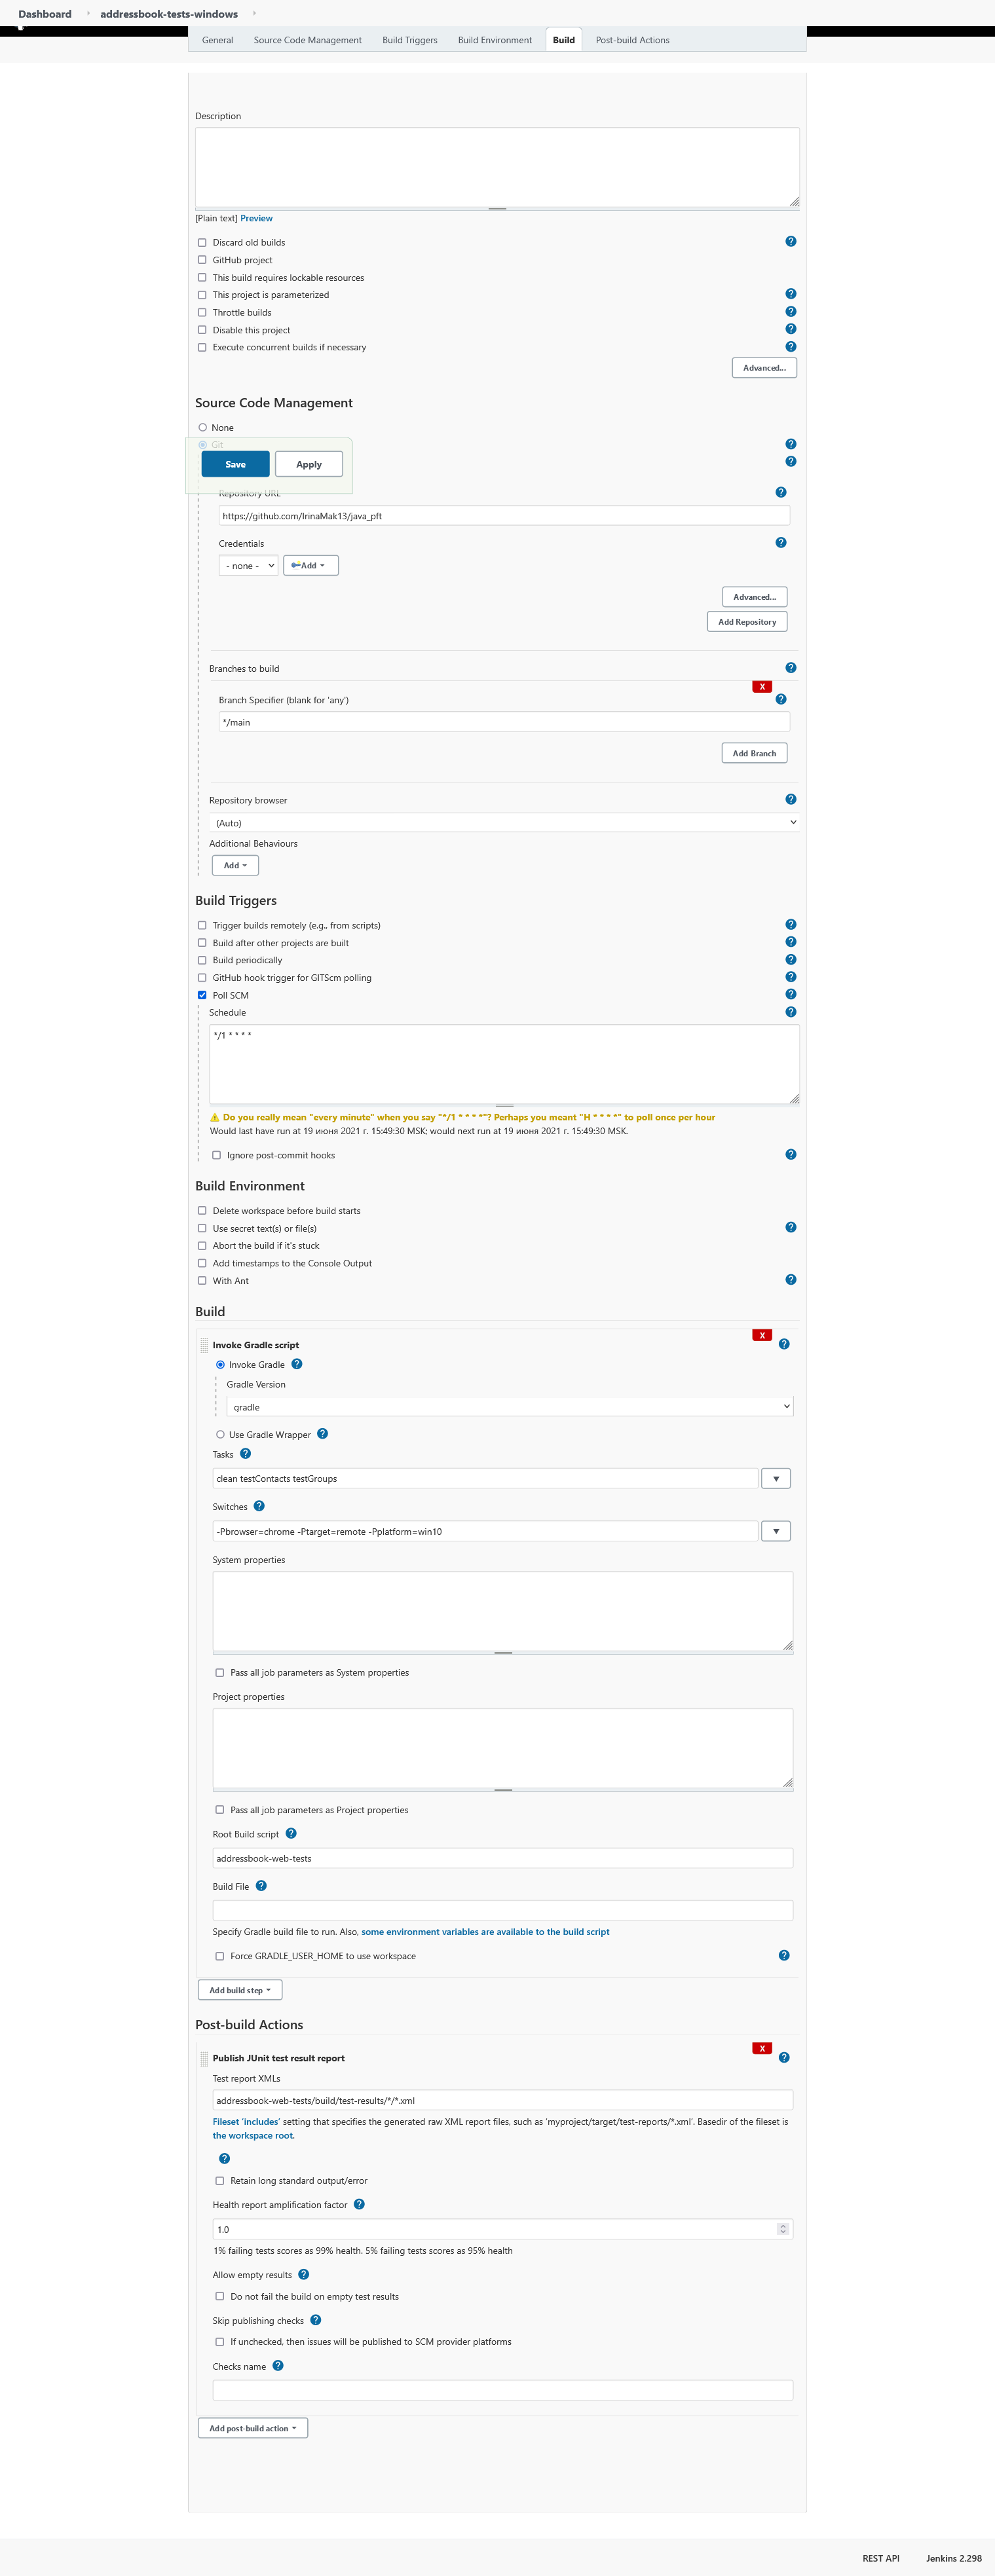 Dashboard addressbook-tests-windows
General Source Code Management Build Triggers Build Environment Build Post-build Actions
Description
[Plain text] Preview
Discard old builds
GitHub project
This build requires lockable resources
This project is parameterized
Throttle builds
Disable this project
Execute concurrent builds if necessary
Advanced...
Source Code Management
None
Git
Save Apply
Repository URL
https://github.com/IrinaMak13/java_pft
Credentials
- none - Add
Advanced...
Add Repository
Branches to build
X
Branch Specifier (blank for 'any')
*/main
Add Branch
Repository browser
(Auto)
Additional Behaviours
Add
Build Triggers
Trigger builds remotely (e.g., from scripts)
Build after other projects are built
Build periodically
GitHub hook trigger for GITScm polling
Poll SCM
Schedule
*/1 * * * *
Do you really mean "every minute" when you say "*/1 * * * *"? Perhaps you meant "H * * * *" to poll once per hour
Would last have run at 19 июня 2021 г. 15:49:30 MSK; would next run at 19 июня 2021 г. 15:49:30 MSK.
Ignore post-commit hooks
Build Environment
Delete workspace before build starts
Use secret text(s) or file(s)
Abort the build if it's stuck
Add timestamps to the Console Output
With Ant
Build
X
Invoke Gradle script
Invoke Gradle
Gradle Version
gradle
Use Gradle Wrapper
Tasks
clean testContacts testGroups
Switches
-Pbrowser=chrome -Ptarget=remote -Pplatform=win10
System properties
Pass all job parameters as System properties
Project properties
Pass all job parameters as Project properties
Root Build script
addressbook-web-tests
Build File
Specify Gradle build file to run. Also, some environment variables are available to the build script
Force GRADLE_USER_HOME to use workspace
Add build step
Post-build Actions
X
Publish JUnit test result report
Test report XMLs
addressbook-web-tests/build/test-results/*/*.xml
Fileset 'includes' setting that specifies the generated raw XML report files, such as 'myproject/target/test-reports/*.xml'. Basedir of the fileset is
the workspace root.
Retain long standard output/error
Health report amplification factor
1.0
1% failing tests scores as 99% health. 5% failing tests scores as 95% health
Allow empty results
Do not fail the build on empty test results
Skip publishing checks
If unchecked, then issues will be published to SCM provider platforms
Checks name
Add post-build action
REST API Jenkins 2.298